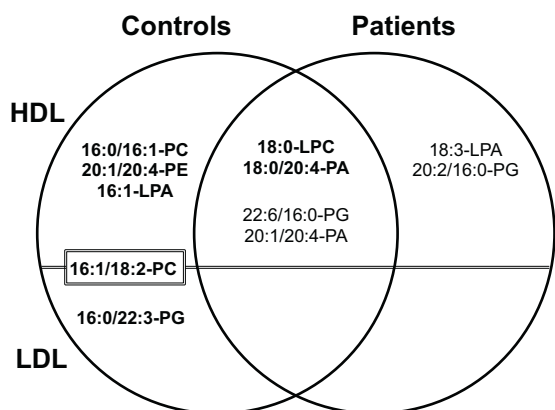 Controls Patients
HDL
16:0/16:1-PC
20:1/20:4-PE
16:1-LPA
18:0-LPC
18:0/20:4-PA
22:6/16:0-PG
20:1/20:4-PA
18:3-LPA
20:2/16:0-PG
16:1/18:2-PC
16:0/22:3-PG
LDL